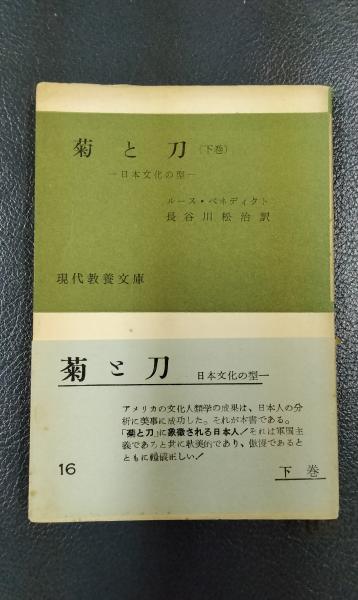 菊と刀（下巻）
―日本文化の型―
ルース・ベネディクト
長谷川松治訳
現代教養文庫
菊と刀 日本文化の型―
アメリカの文化人類学の成果は、日本人の分
析に美事に成功した。それが本書である。
「菊と刀」に象徴される日本人！それは軍国主
義であると共に耽美的であり、倣慢であると
ともに礼儀正しい！
16
下巻